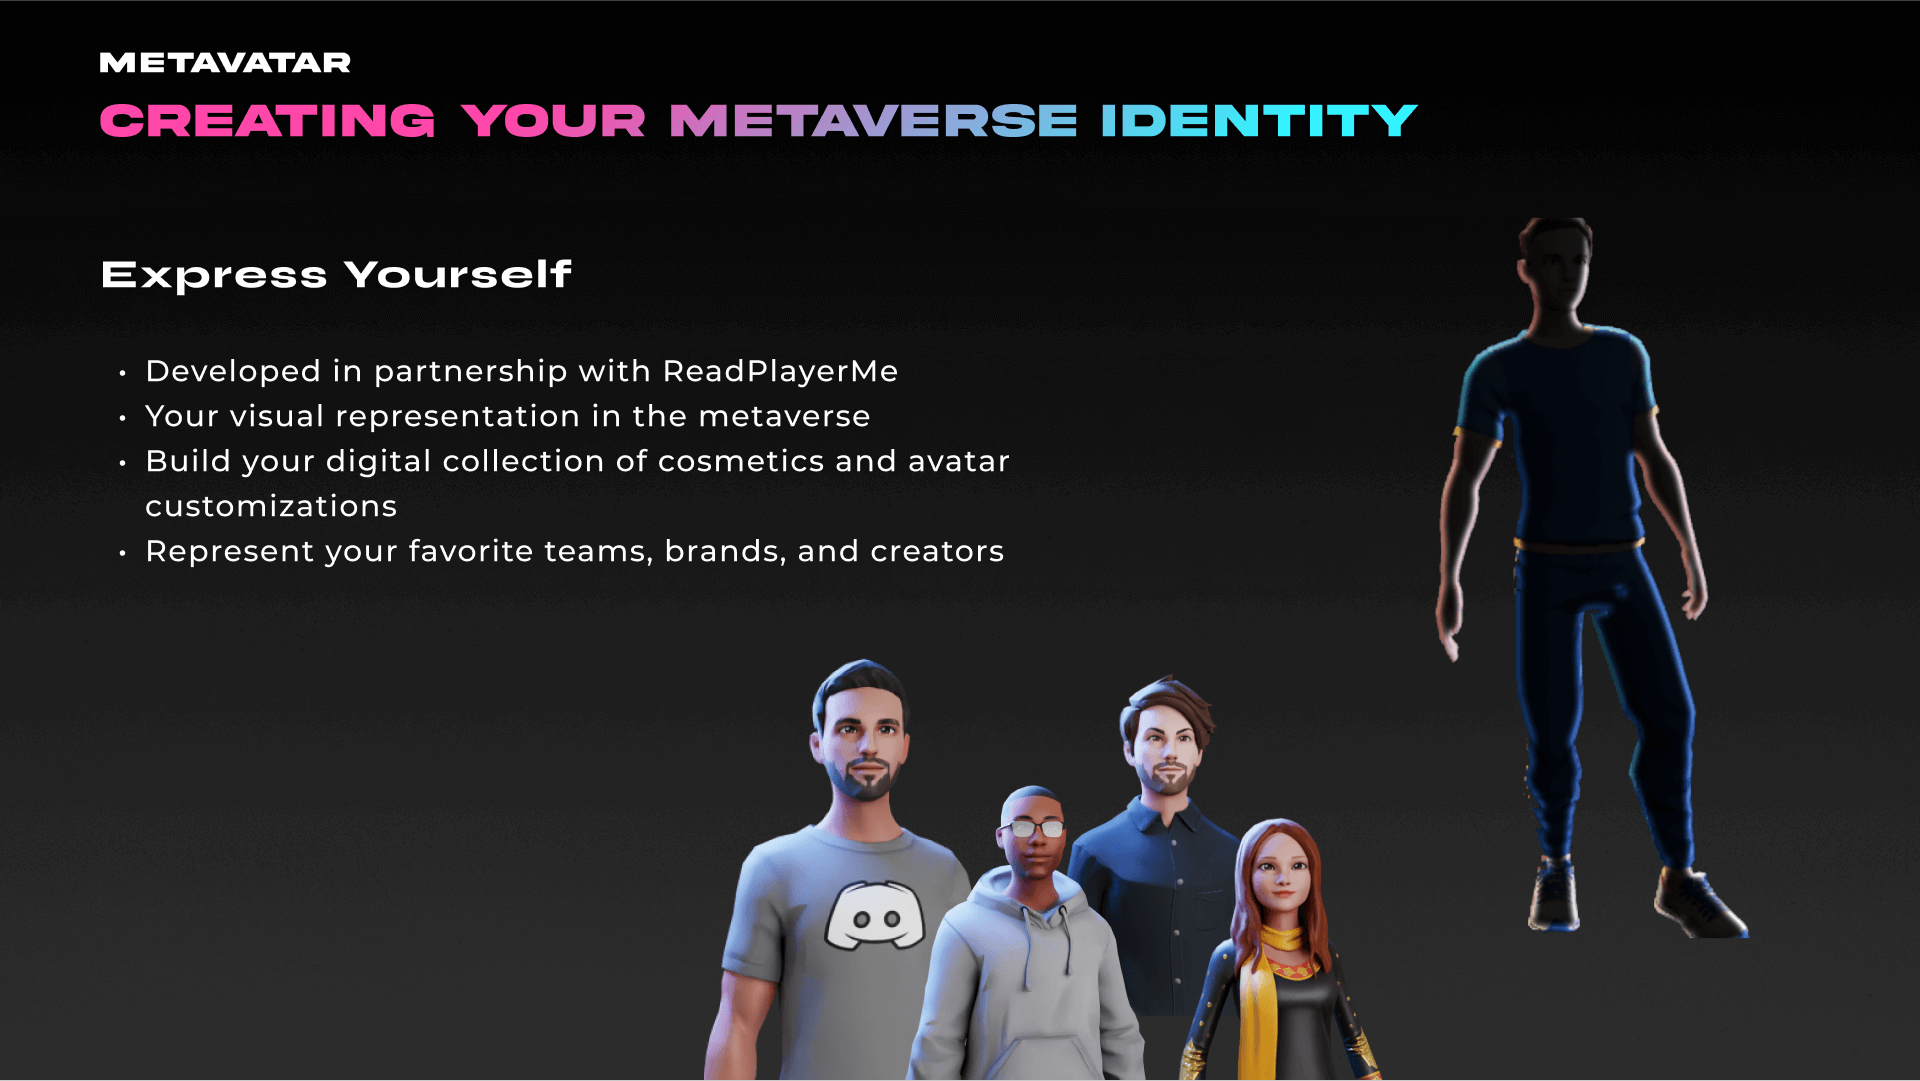 METAVATAR
CREATING YOUR METAVERSE IDENTITY
Express Yourself
• Developed in partnership with ReadPlayerMe
• Your visual representation in the metaverse
• Build your digital collection of cosmetics and avatar
customizations
• Represent your favorite teams, brands, and creators